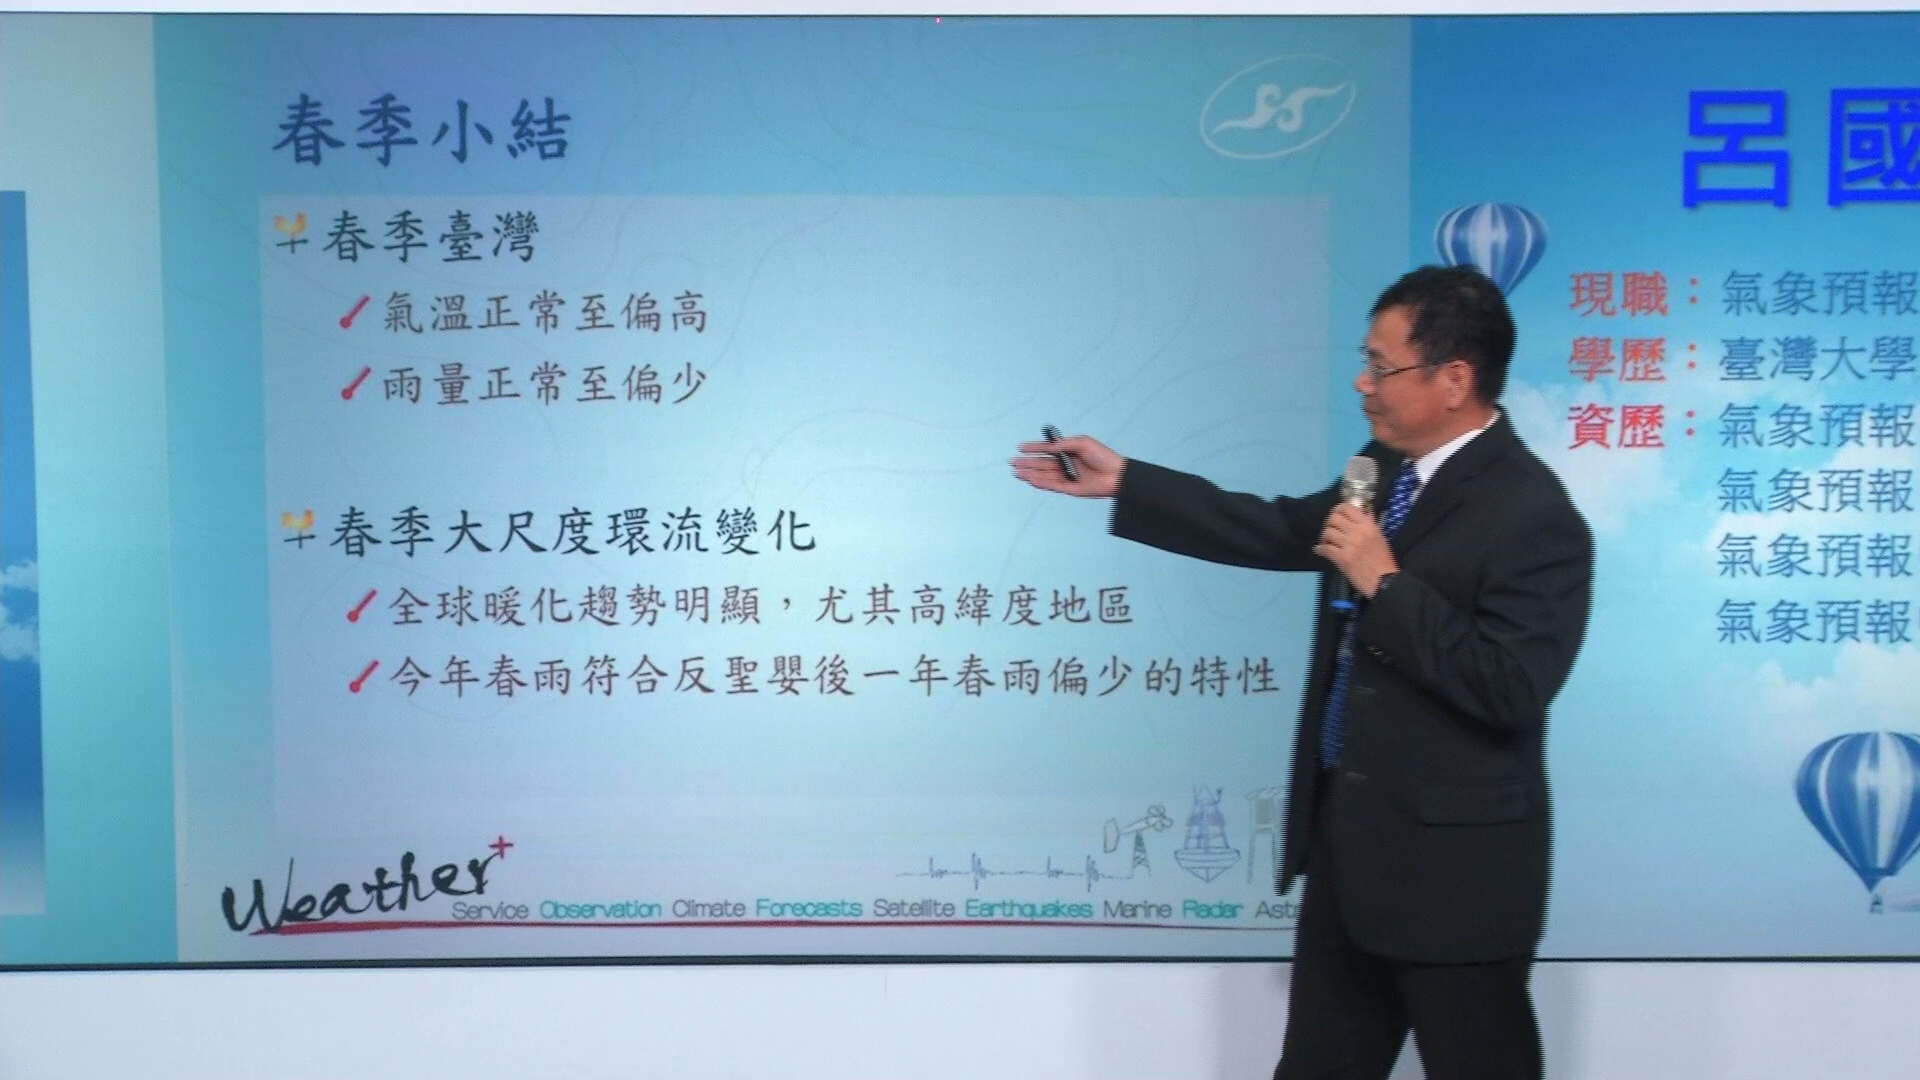 春季小結
春季臺灣
氣溫正常至偏高
雨量正常至偏少
春季大尺度環流變化
全球暖化趨勢明顯，尤其高緯度地區
今年春雨符合反聖嬰後一年春雨偏少的特性
Weather+
Service Observation Climate Forecasts Satellite Earthquakes Marine Radar Ast
呂國
現職：氣象預報
學歷：臺灣大學
資歷：氣象預報
氣象預報
氣象預報
氣象預報